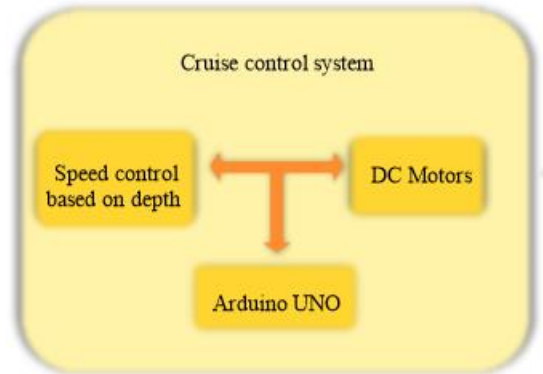 Cruise control system
Speed control
based on depth
DC Motors
Arduino UNO